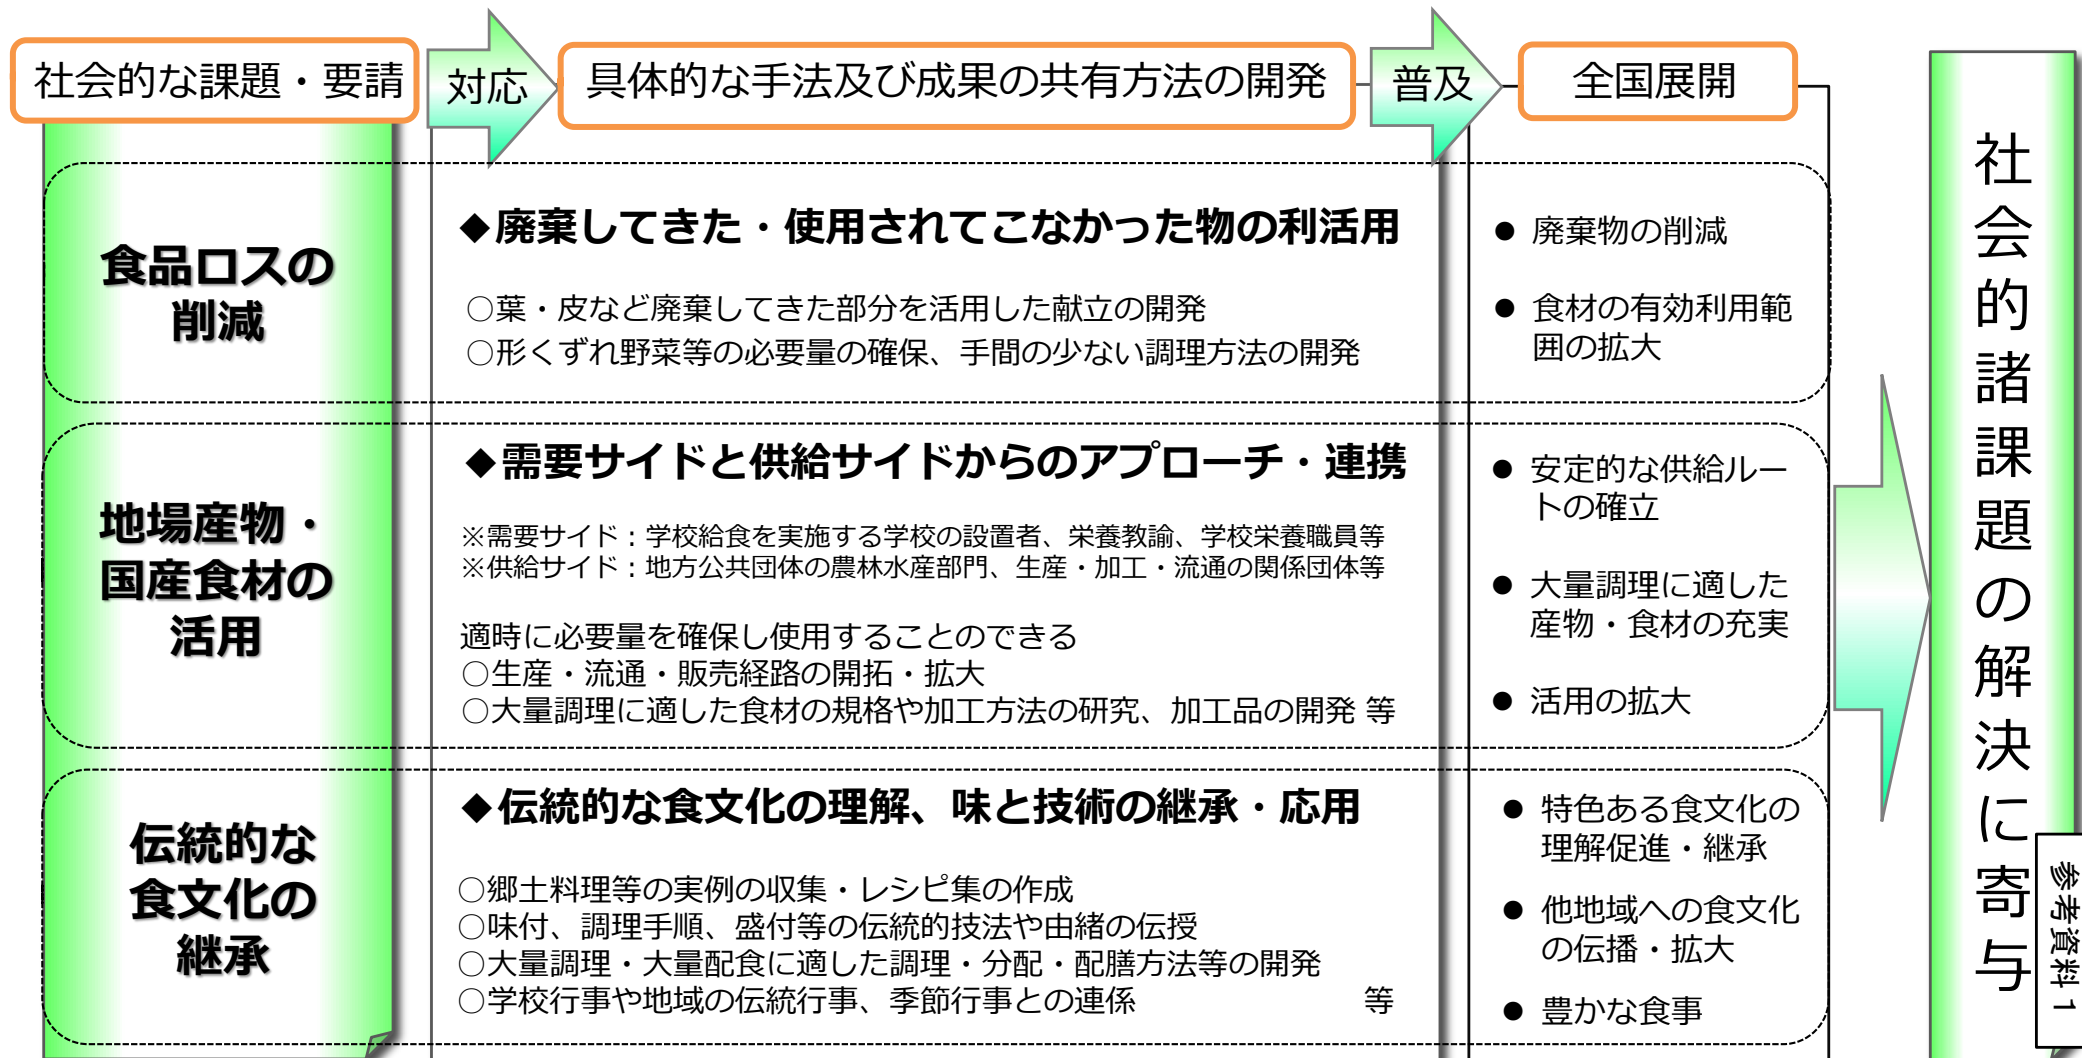 社会的な課題・要請
対応
具体的な手法及び成果の共有方法の開発
普及
全国展開
食品ロスの
削減
◆廃棄してきた・使用されてこなかった物の利活用
○葉・皮など廃棄してきた部分を活用した献立の開発
○形くずれ野菜等の必要量の確保、手間の少ない調理方法の開発
● 廃棄物の削減
● 食材の有効利用範
囲の拡大
地場産物・
国産食材の
活用
◆需要サイドと供給サイドからのアプローチ・連携
※需要サイド：学校給食を実施する学校の設置者、栄養教諭、学校栄養職員等
※供給サイド：地方公共団体の農林水産部門、生産・加工・流通の関係団体等
適時に必要量を確保し使用することのできる
○生産・流通・販売経路の開拓・拡大
○大量調理に適した食材の規格や加工方法の研究、加工品の開発 等
● 安定的な供給ルー
トの確立
● 大量調理に適した
産物・食材の充実
● 活用の拡大
伝統的な
食文化の
継承
◆伝統的な食文化の理解、味と技術の継承・応用
○郷土料理等の実例の収集・レシピ集の作成
○味付、調理手順、盛付等の伝統的技法や由緒の伝授
○大量調理・大量配食に適した調理・分配・配膳方法等の開発
○学校行事や地域の伝統行事、季節行事との連係 等
● 特色ある食文化の
理解促進・継承
● 他地域への食文化
の伝播・拡大
● 豊かな食事
社会的諸課題の解決に寄与
参考資料１